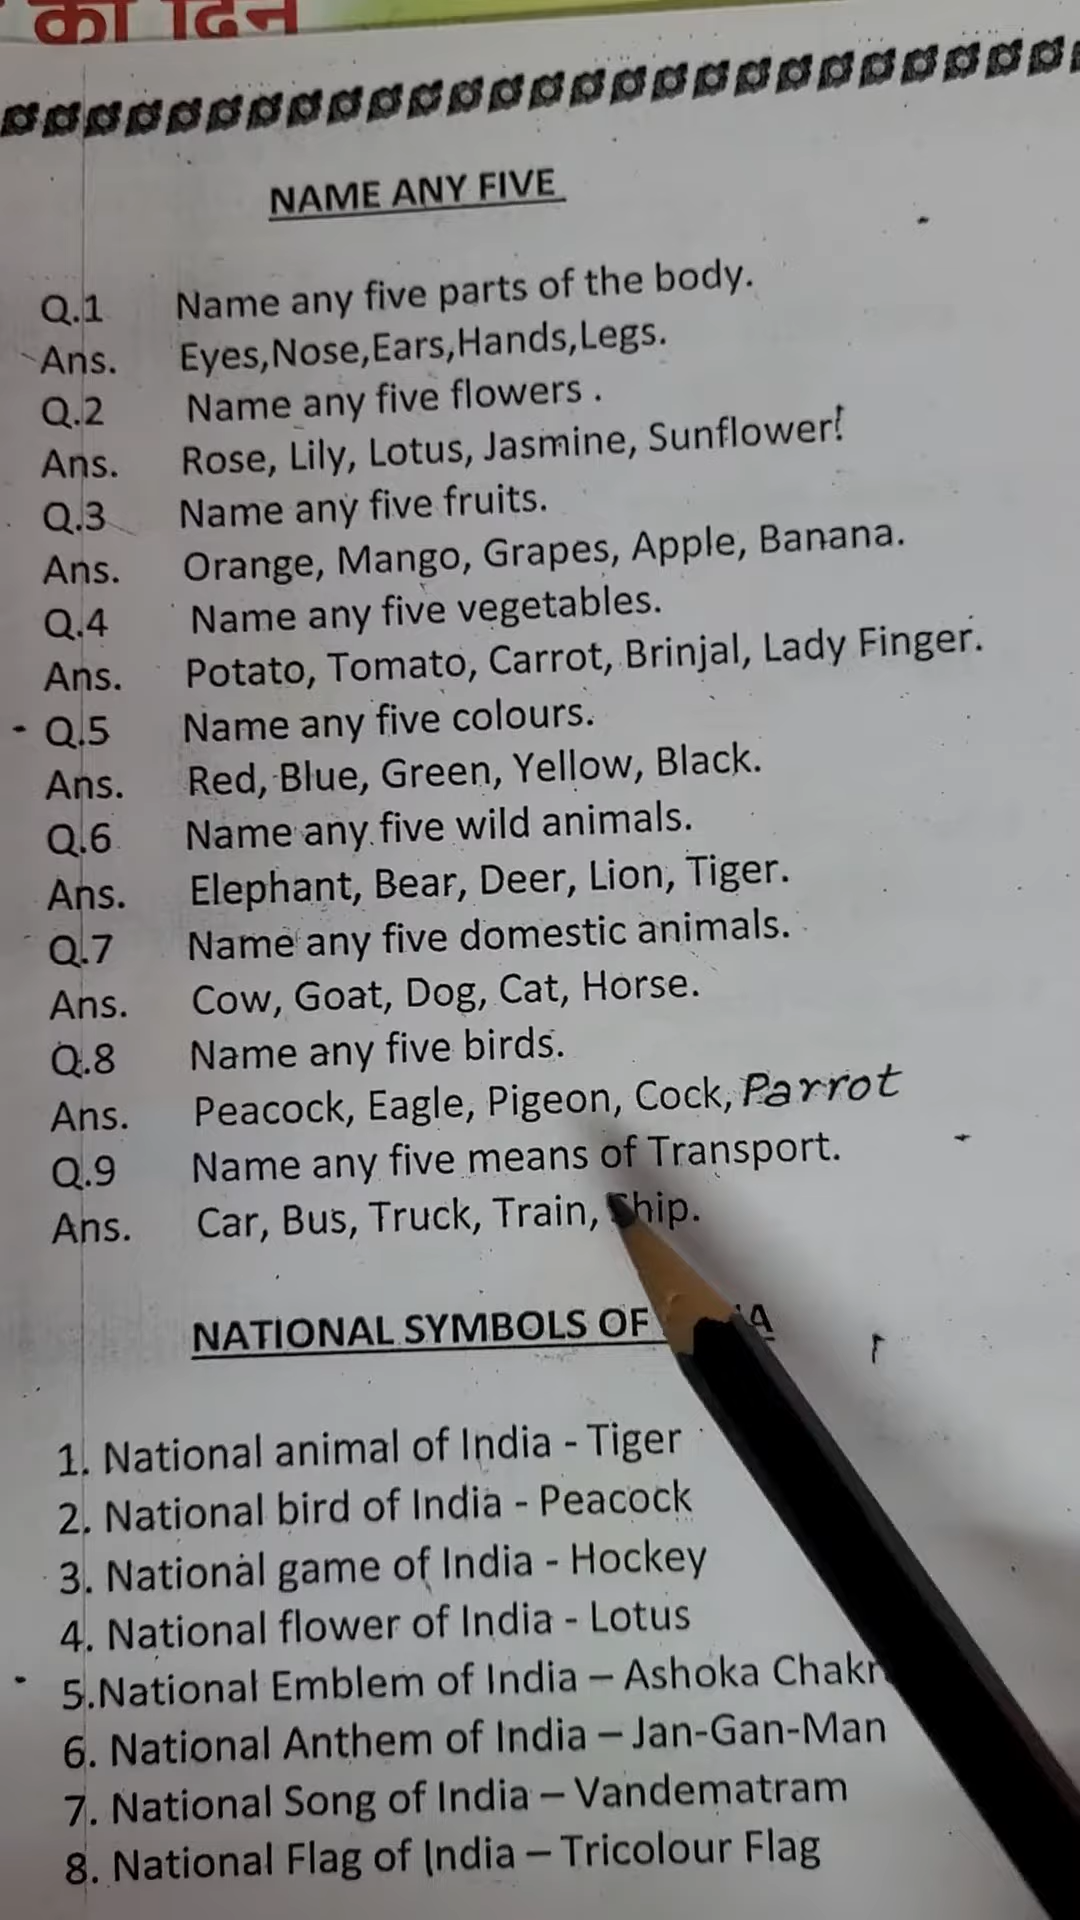 का दिन
NAME ANY FIVE
Q.1 Name any five parts of the body.
Ans. Eyes,Nose,Ears,Hands,Legs.
Q.2 Name any five flowers .
Ans. Rose, Lily, Lotus, Jasmine, Sunflower.
Q.3 Name any five fruits.
Ans. Orange, Mango, Grapes, Apple, Banana.
Q.4 Name any five vegetables.
Ans. Potato, Tomato, Carrot, Brinjal, Lady Finger.
Q.5 Name any five colours.
Ans. Red, Blue, Green, Yellow, Black.
Q.6 Name any five wild animals.
Ans. Elephant, Bear, Deer, Lion, Tiger.
Q.7 Name any five domestic animals.
Ans. Cow, Goat, Dog, Cat, Horse.
Q.8 Name any five birds.
Ans. Peacock, Eagle, Pigeon, Cock, Parrot
Q.9 Name any five means of Transport.
Ans. Car, Bus, Truck, Train, Ship.
NATIONAL SYMBOLS OF
1. National animal of India - Tiger
2. National bird of India - Peacock
3. National game of India - Hockey
4. National flower of India - Lotus
5.National Emblem of India – Ashoka
6. National Anthem of India – Jan-Gan-Man
7. National Song of India – Vandematram
8. National Flag of India – Tricolour Flag